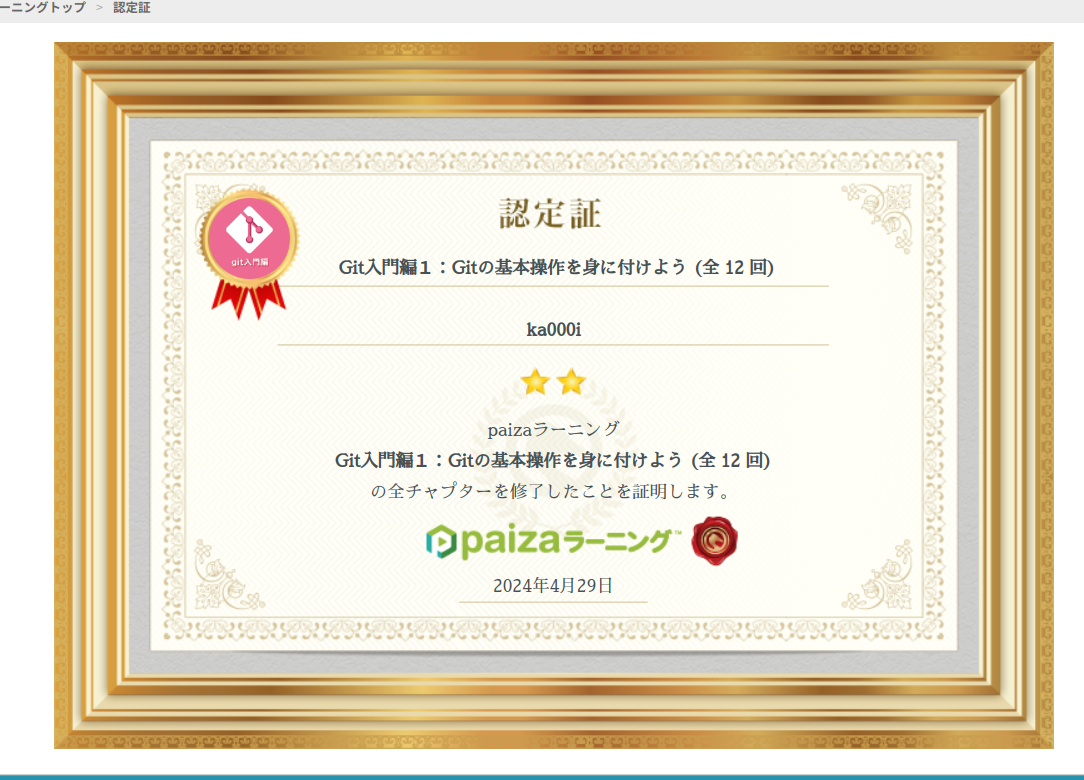 ーニングトップ > 認定証
git入門編
認定証
Git入門編１：Gitの基本操作を身に付けよう (全 12 回)
ka000i
paizaラーニング
Git入門編１：Gitの基本操作を身に付けよう (全 12 回)
の全チャプターを修了したことを証明します。
paizaラーニング™
2024年4月29日